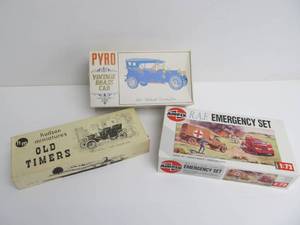 PYRO
VINTAGE
BRASS
CAR
Hudson
miniatures
OLD
TIMERS
AIRFIX
R.A.F. EMERGENCY SET
AIRFIX
EMERGENCY SET
1:72